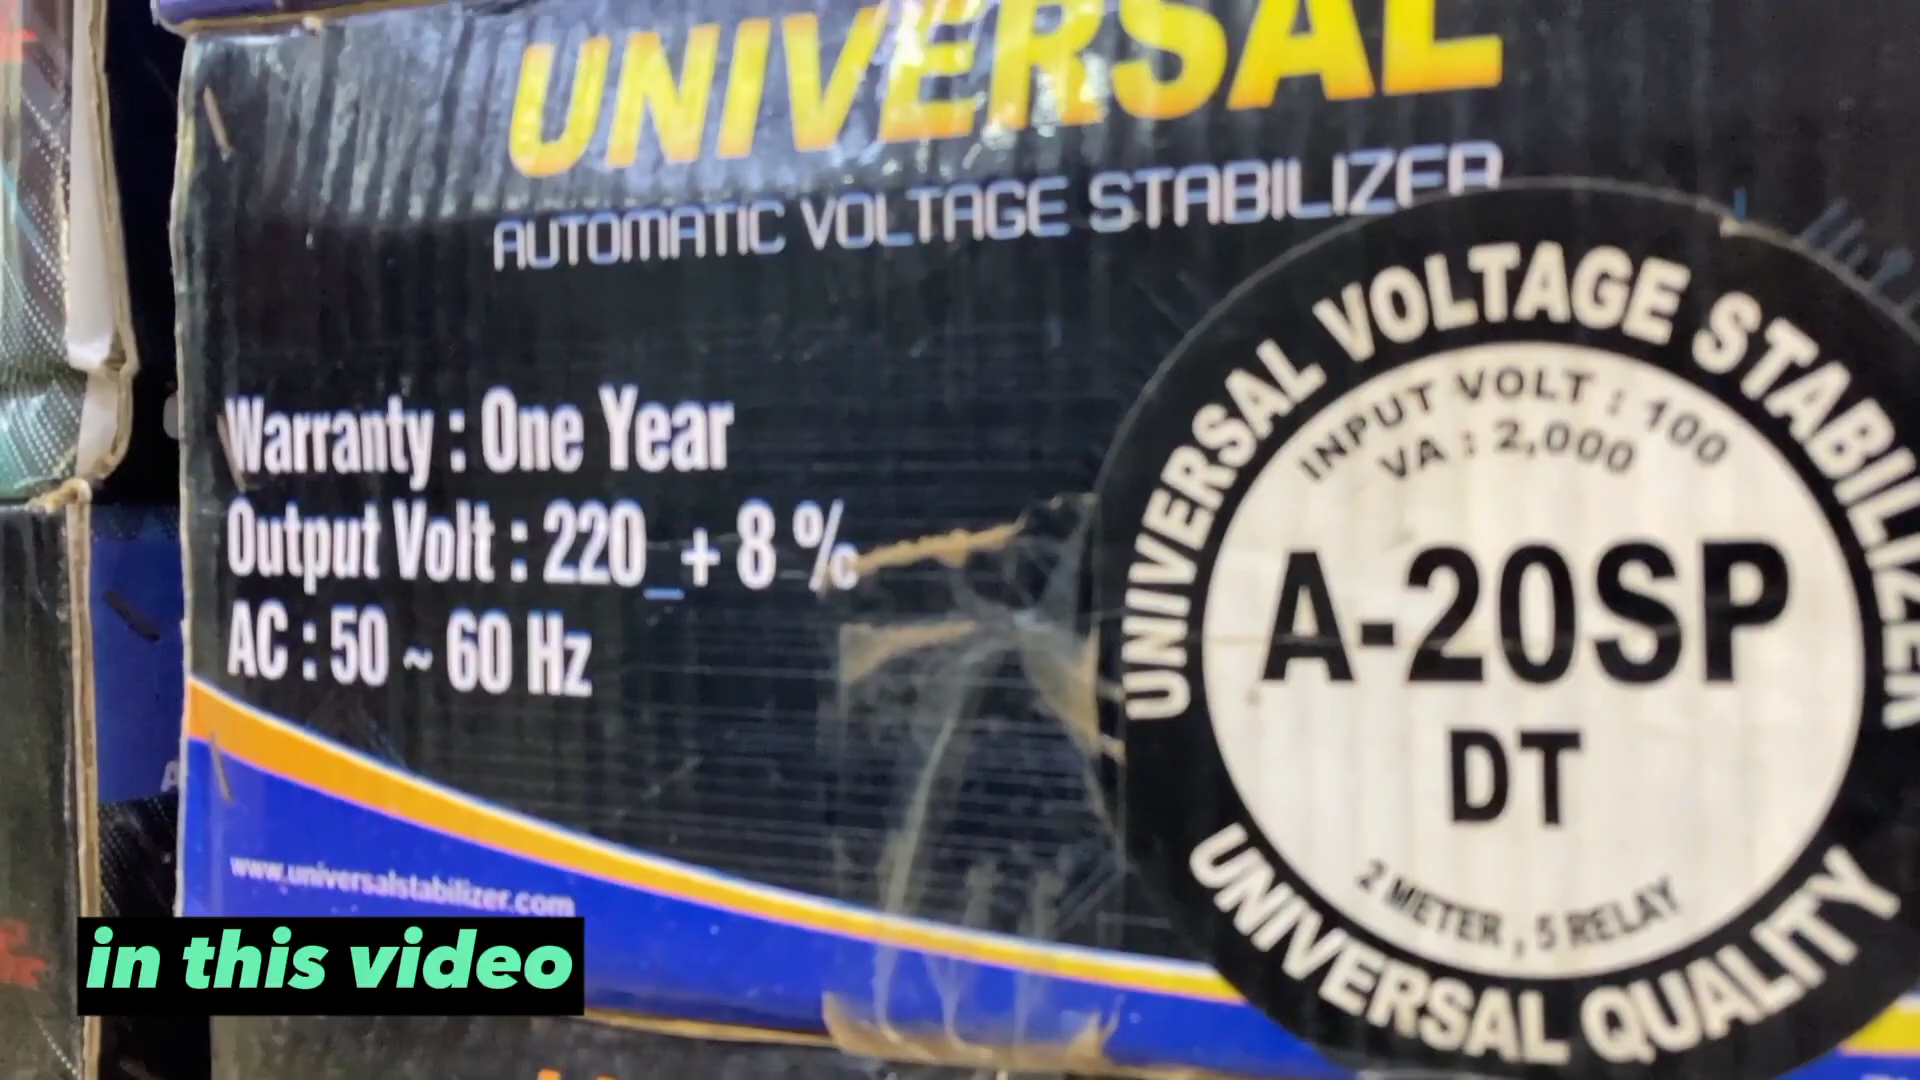 UNIVERSAL
AUTOMATIC VOLTAGE STABILIZER
Warranty : One Year
Output Volt : 220 _+ 8 %
AC : 50 ~ 60 Hz
www.universalstabilizer.com
UNIVERSAL VOLTAGE STABILIZER
INPUT VOLT : 100
VA : 2,000
A-20SP
DT
2 METER , 5 RELAY
UNIVERSAL QUALITY
in this video